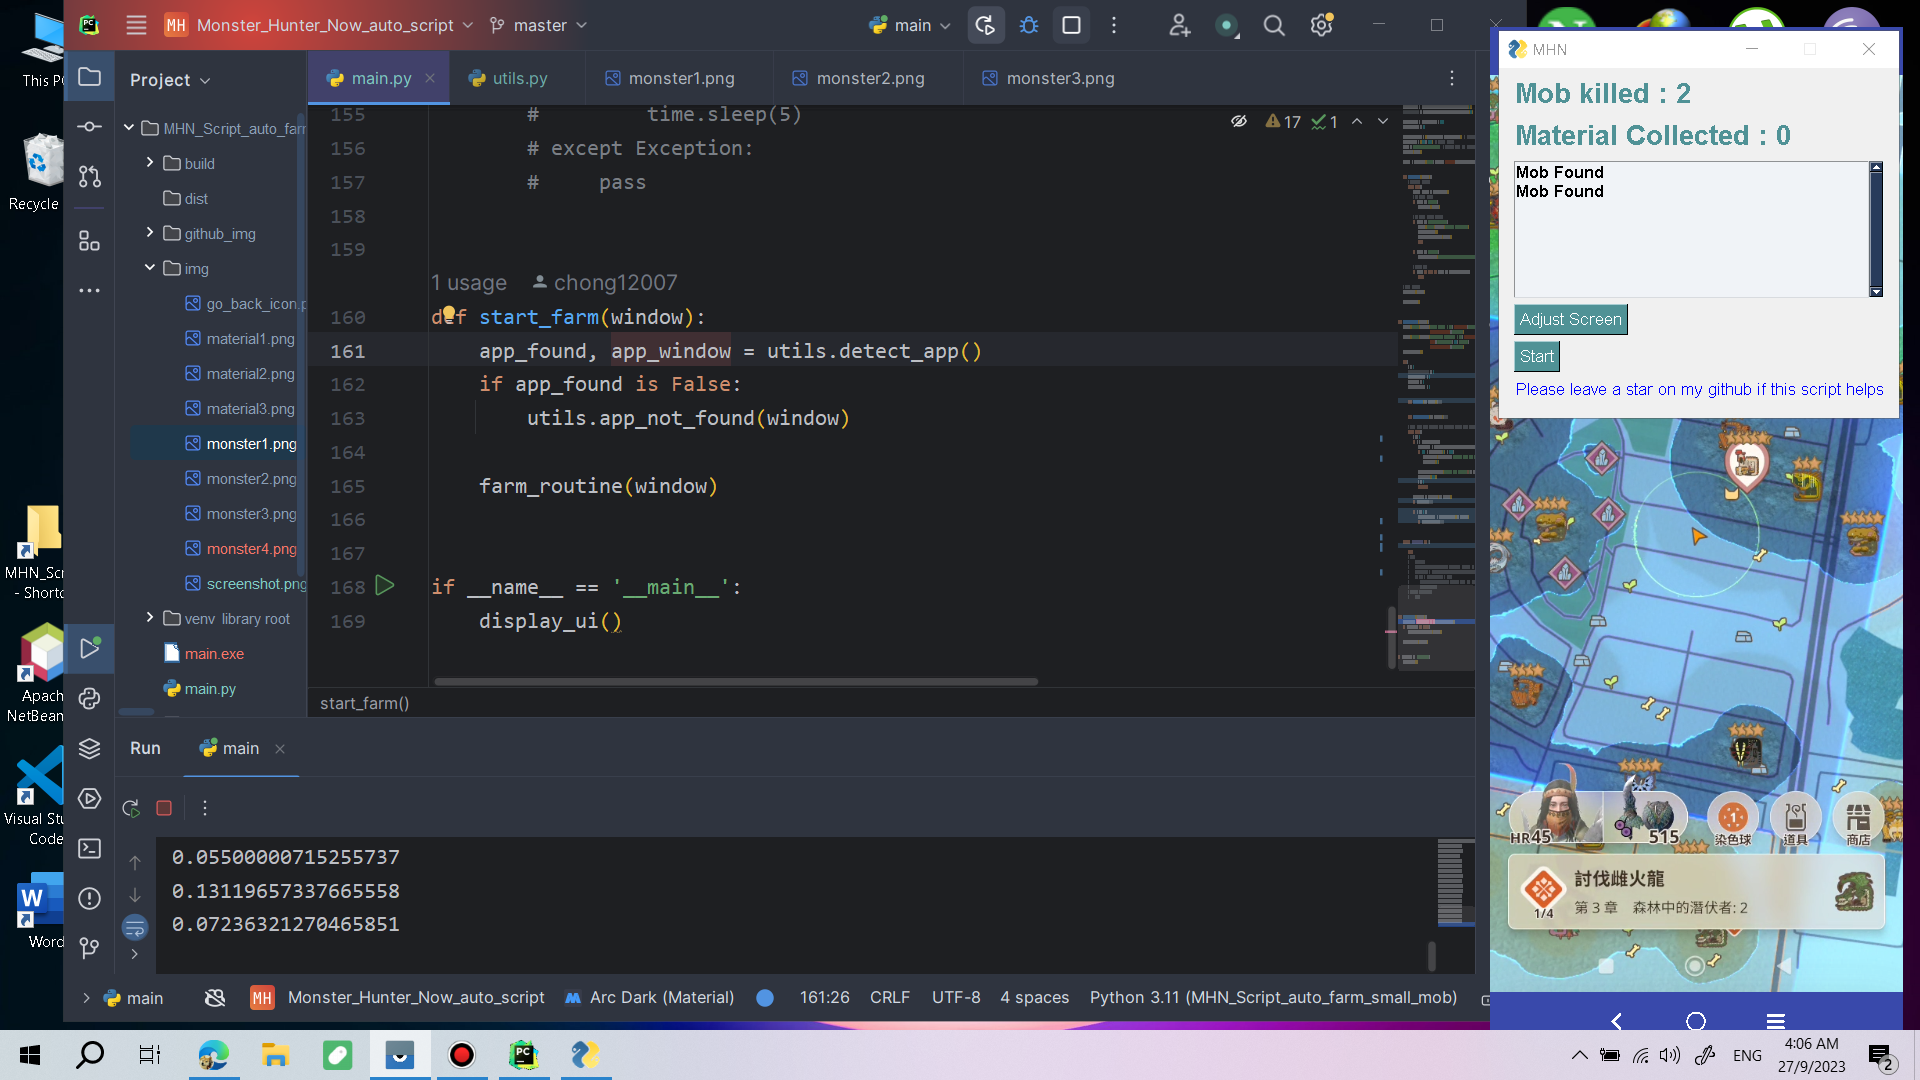 This P
Recycle
MHN_Scr
- Shortc
Apach
NetBean
Visual Stu
Code
Word
MH Monster_Hunter_Now_auto_script
master
main
Project
main.py
utils.py
monster1.png
monster2.png
monster3.png
MHN_Script_auto_farm
build
dist
github_img
img
go_back_icon.p
material1.png
material2.png
material3.png
monster1.png
monster2.png
monster3.png
monster4.png
screenshot.png
venv library root
main.exe
main.py
17 1
155 # time.sleep(5)
156 # except Exception:
157 # pass
158
159
1 usage chong12007
160 def start_farm(window):
161 app_found, app_window = utils.detect_app()
162 if app_found is False:
163 utils.app_not_found(window)
164
165 farm_routine(window)
166
167
168 if __name__ == '__main__':
169 display_ui()
start_farm()
Run main
0.05500000715255737
0.13119657337665558
0.07236321270465851
main
MH Monster_Hunter_Now_auto_script
Arc Dark (Material)
161:26 CRLF UTF-8 4 spaces Python 3.11 (MHN_Script_auto_farm_small_mob)
MHN
Mob killed : 2
Material Collected : 0
Mob Found
Mob Found
Adjust Screen
Start
Please leave a star on my github if this script helps
HR45
515
1
染色球
道具
商店
討伐雌火龍
1/4
第 3 章 森林中的潛伏者: 2
ENG
4:06 AM
27/9/2023
2